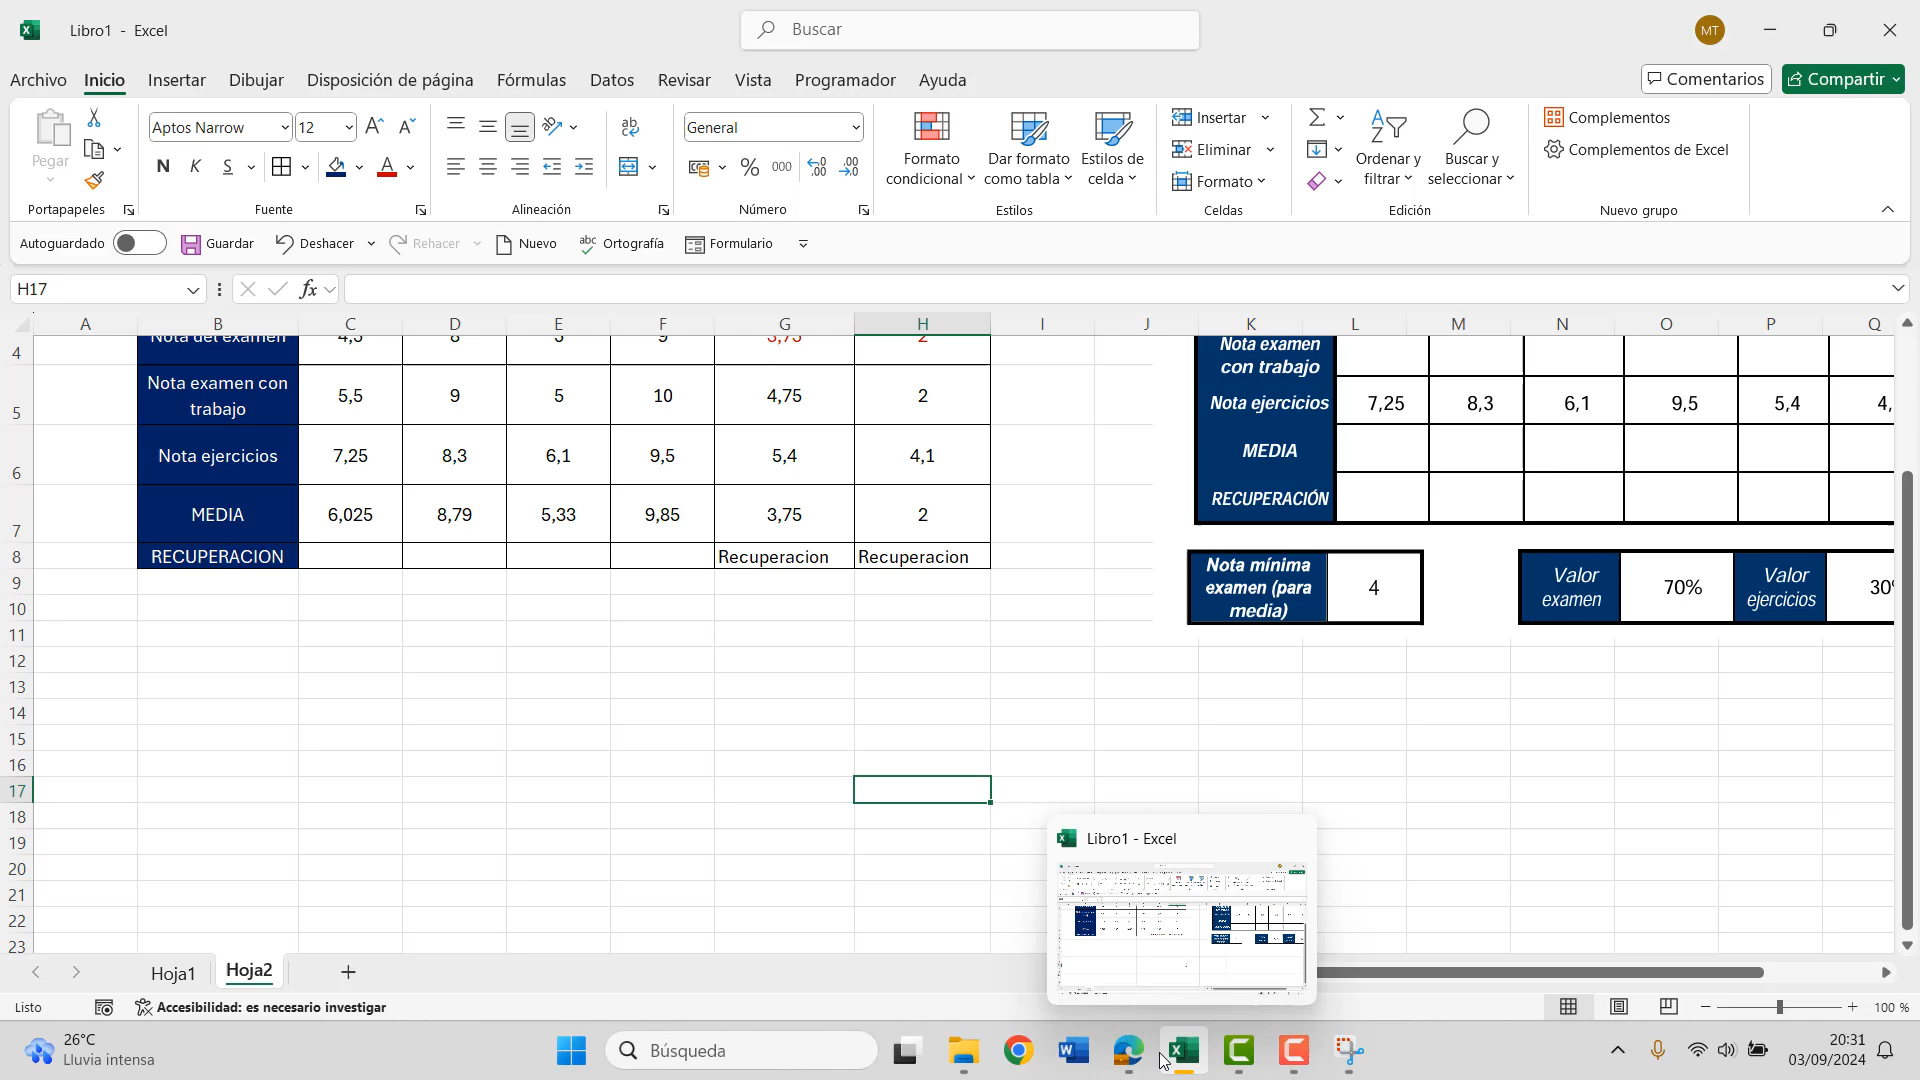 Libro1 - Excel
Buscar
MT
Archivo Inicio Insertar Dibujar Disposición de página Fórmulas Datos Revisar Vista Programador Ayuda
Comentarios Compartir
Pegar
Portapapeles
Aptos Narrow 12
N K S
Fuente
ab
Alineación
General
% 000
Número
Formato condicional
Dar formato como tabla
Estilos de celda
Estilos
Insertar
Eliminar
Formato
Celdas
Ordenar y filtrar
Buscar y seleccionar
Edición
Complementos
Complementos de Excel
Nuevo grupo
Autoguardado Guardar Deshacer Rehacer Nuevo Ortografía Formulario
H17 fx
A B C D E F G H I J K L M N O P Q
4 Nota del examen 4,5 8 5 9 3,75 2
5 Nota examen con trabajo 5,5 9 5 10 4,75 2
6 Nota ejercicios 7,25 8,3 6,1 9,5 5,4 4,1
7 MEDIA 6,025 8,79 5,33 9,85 3,75 2
8 RECUPERACION Recuperacion Recuperacion
9
10
11
12
13
14
15
16
17
18
19
20
21
22
23
Nota examen
con trabajo
Nota ejercicios 7,25 8,3 6,1 9,5 5,4 4,
MEDIA
RECUPERACIÓN
Nota mínima
examen (para
media)
4
Valor
examen
70%
Valor
ejercicios
30%
Libro1 - Excel
Hoja1 Hoja2
Listo Accesibilidad: es necesario investigar 100 %
26°C
Lluvia intensa
Búsqueda
20:31
03/09/2024